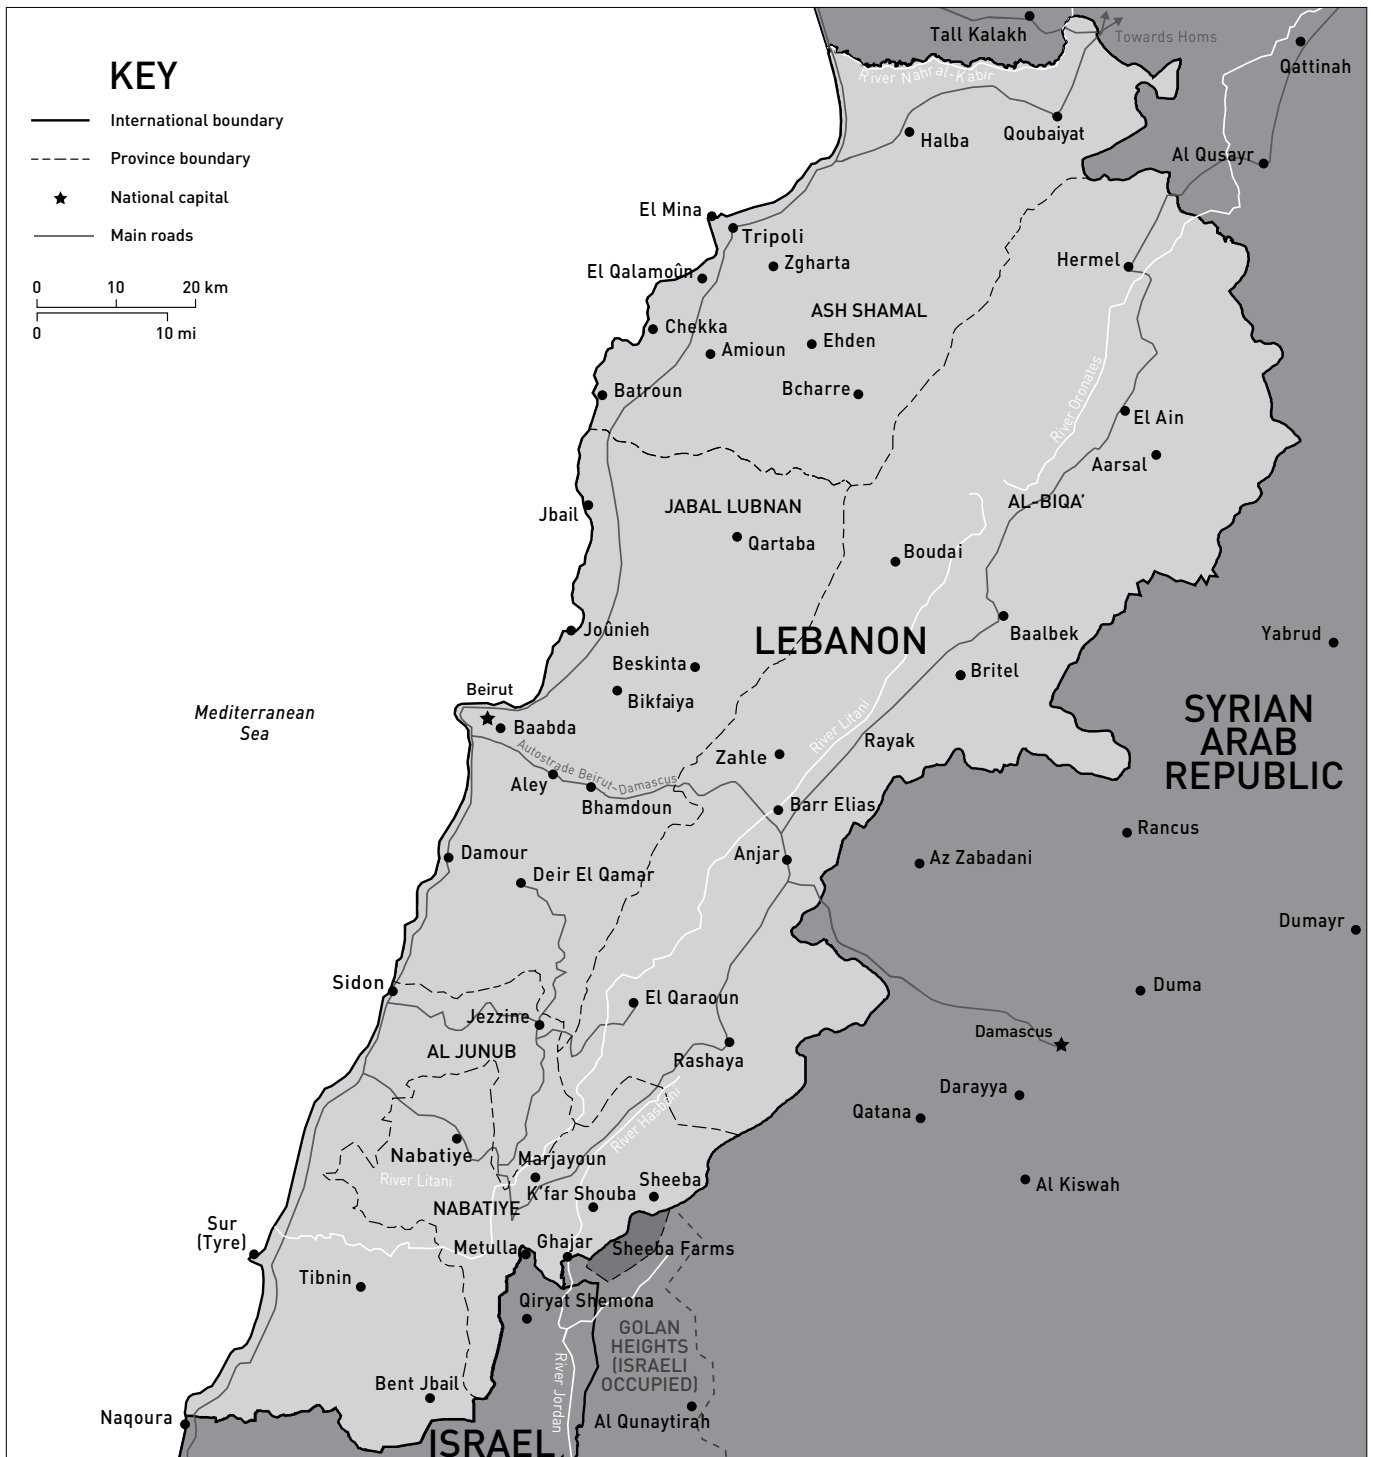 Tall Kalakh
Towards Homs
Qattinah
KEY
River Nahral-Kabir
International boundary
Halba
Qoubaiyat
Province boundary
Al Qusayr
National capital
El Mina
Main roads
Tripoli
Zgharta
Hermel
El Qalamoûn
0 10 20 km
ASH SHAMAL
0 10 mi
Chekka
Ehden
Amioun
Batroun
Bcharre
River Oronates
El Ain
Aarsal
JABAL LUBNAN
AL-BIQA’
Jbail
Qartaba
Boudai
Joûnieh
LEBANON
Baalbek
Yabrud
Beskinta
Britel
Beirut
Bikfaiya
Mediterranean
Sea
Baabda
River Litani
SYRIAN
ARAB
REPUBLIC
Rayak
Autostrade Beirut-Damascus
Zahle
Aley
Bhamdoun
Barr Elias
Rancus
Damour
Anjar
Az Zabadani
Deir El Qamar
Dumayr
Sidon
El Qaraoun
Duma
Jezzine
Damascus
AL JUNUB
Rashaya
Darayya
Qatana
River Hasbani
Nabatiye
Marjayoun
River Litani
Sheeba
Al Kiswah
K’far Shouba
NABATIYE
Sur
(Tyre)
Metulla
Ghajar
Sheeba Farms
Tibnin
Qiryat Shemona
GOLAN
HEIGHTS
(ISRAELI
OCCUPIED)
River Jordan
Bent Jbail
Naqoura
Al Qunaytirah
ISRAEL